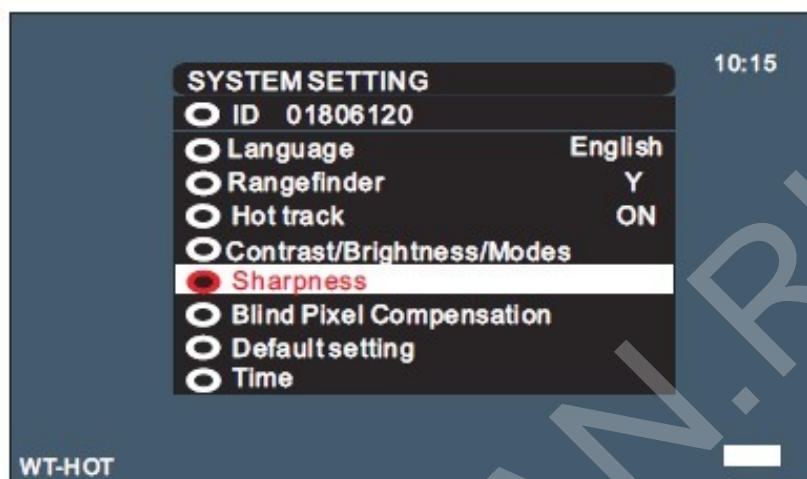 10:15
SYSTEM SETTING
ID 01806120
Language English
Rangefinder Y
Hot track ON
Contrast/Brightness/Modes
Sharpness
Blind Pixel Compensation
Default setting
Time
WT-HOT
AN.R